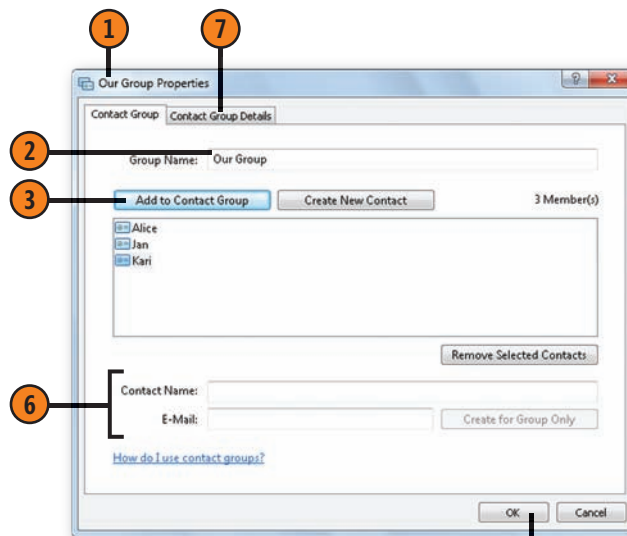 1
7
Our Group Properties
Contact Group Contact Group Details
2
Group Name: Our Group
3
Add to Contact Group Create New Contact 3 Member(s)
Alice
Jan
Kari
Remove Selected Contacts
6
Contact Name:
E-Mail: Create for Group Only
How do I use contact groups?
OK Cancel